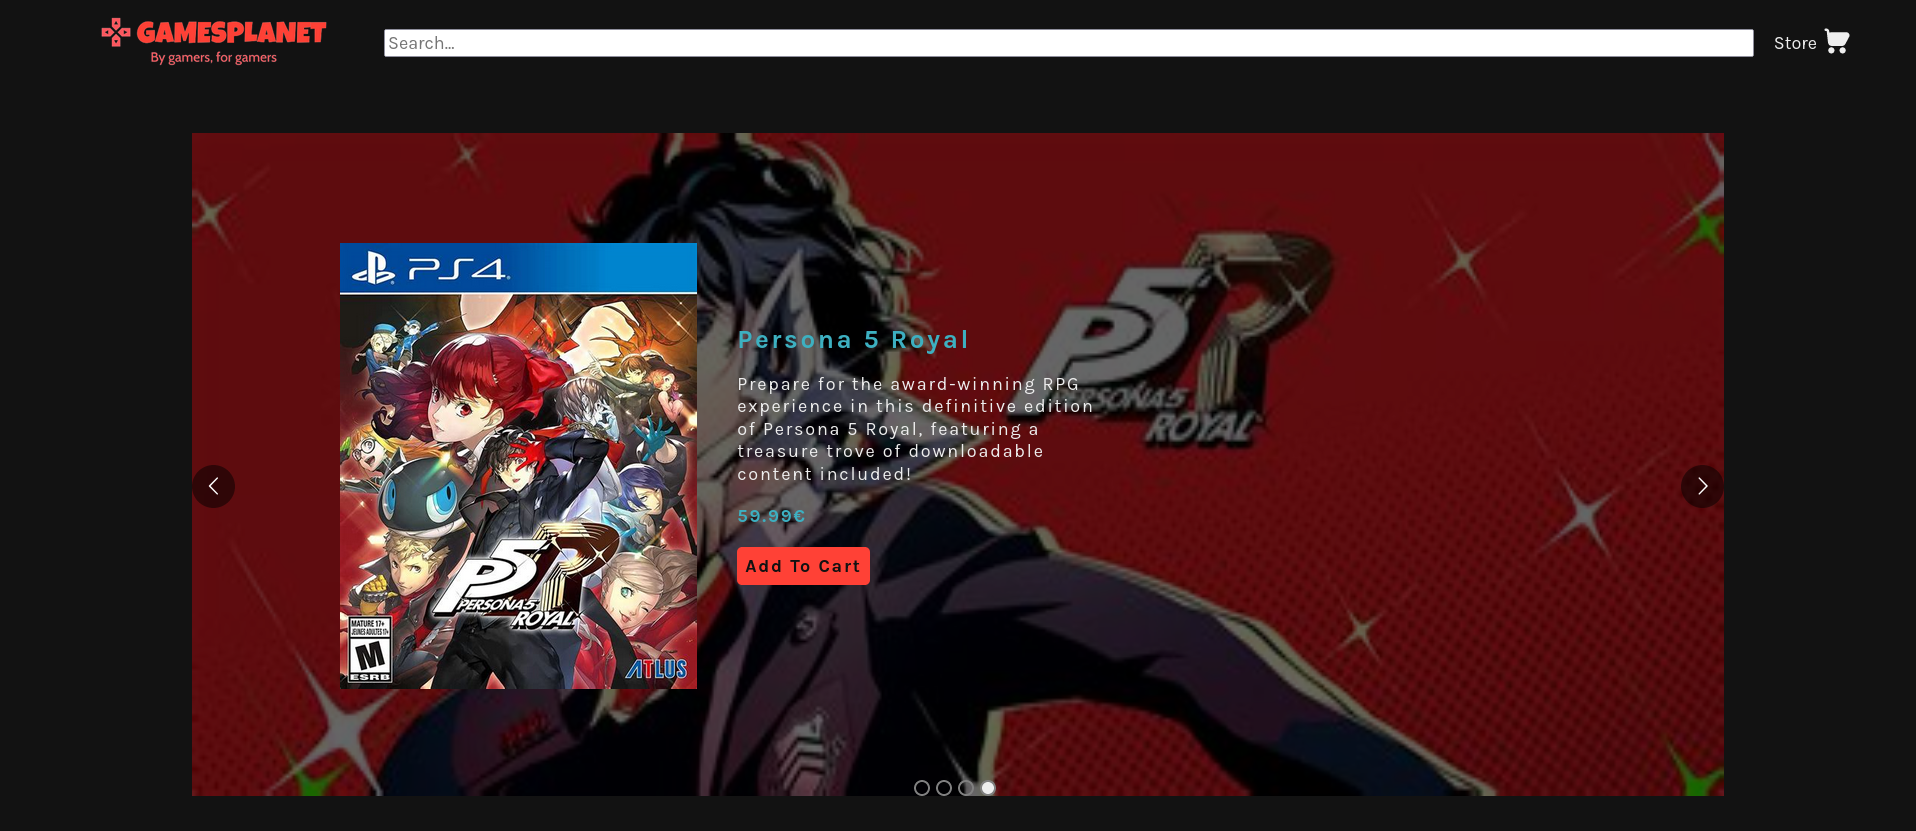 GAMESPLANET
By gamers, for gamers
Search...
Store
PS4
Persona 5 Royal
Prepare for the award-winning RPG
experience in this definitive edition
of Persona 5 Royal, featuring a
treasure trove of downloadable
content included!
59.99€
Add To Cart
P5R
PERSONA5
ROYAL
MATURE 17+
JEUNES ADULTES 17+
M
ESRB
ATLUS
P5R
PERSONA5
ROYAL